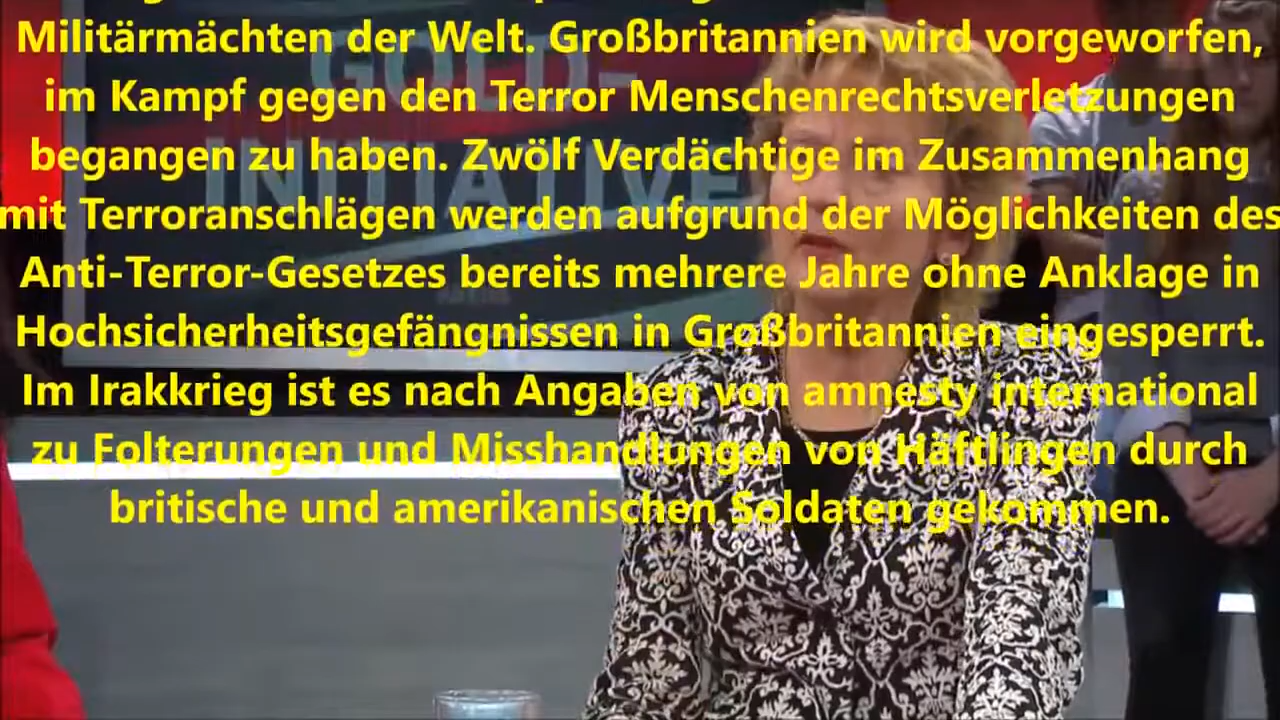 Militärmächten der Welt. Großbritannien wird vorgeworfen,
im Kampf gegen den Terror Menschenrechtsverletzungen
begangen zu haben. Zwölf Verdächtige im Zusammenhang
mit Terroranschlägen werden aufgrund der Möglichkeiten des
Anti-Terror-Gesetzes bereits mehrere Jahre ohne Anklage in
Hochsicherheitsgefängnissen in Großbritannien eingesperrt.
Im Irakkrieg ist es nach Angaben von amnesty international
zu Folterungen und Misshandlungen von Häftlingen durch
britische und amerikanischen Soldaten gekommen.
GOLD-
INITIATIVE